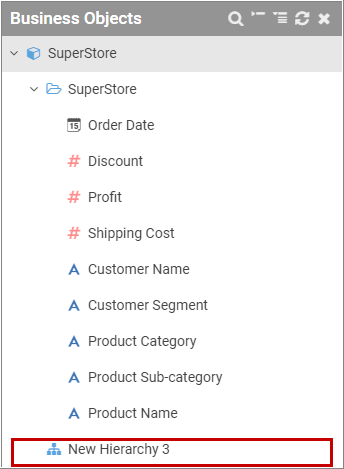 Business Objects
SuperStore
SuperStore
15 Order Date
# Discount
# Profit
# Shipping Cost
A Customer Name
A Customer Segment
A Product Category
A Product Sub-category
A Product Name
New Hierarchy 3